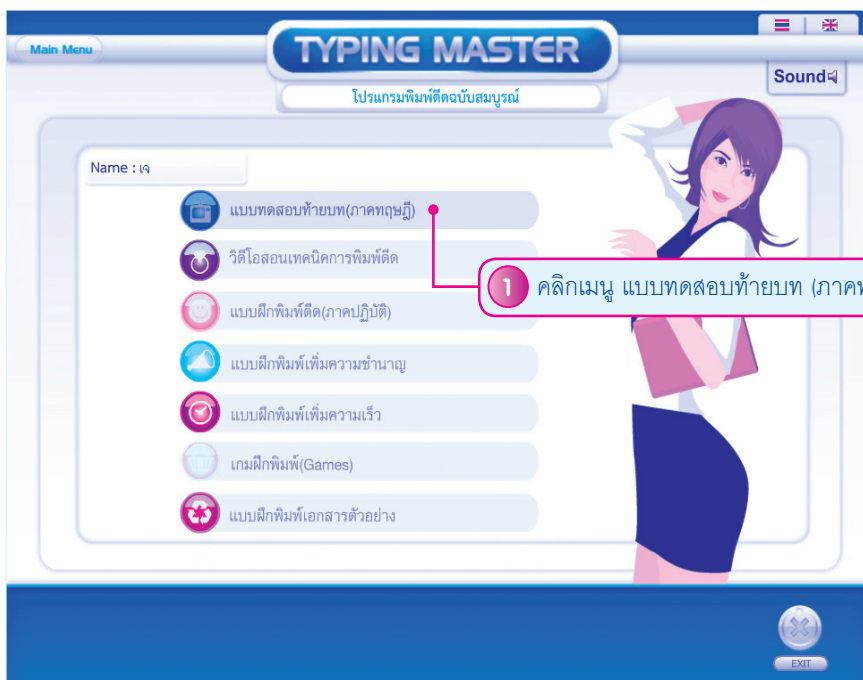 Main Menu
TYPING MASTER
โปรแกรมพิมพ์ดีดฉบับสมบูรณ์
Sound
Name : เจ
แบบทดสอบท้ายบท(ภาคทฤษฎี)
วิดีโอสอนเทคนิคการพิมพ์ดีด
1 คลิกเมนู แบบทดสอบท้ายบท (ภาค
แบบฝึกพิมพ์ดีด(ภาคปฏิบัติ)
แบบฝึกพิมพ์เพิ่มความชำนาญ
แบบฝึกพิมพ์เพิ่มความเร็ว
เกมฝึกพิมพ์(Games)
แบบฝึกพิมพ์เอกสารตัวอย่าง
EXIT